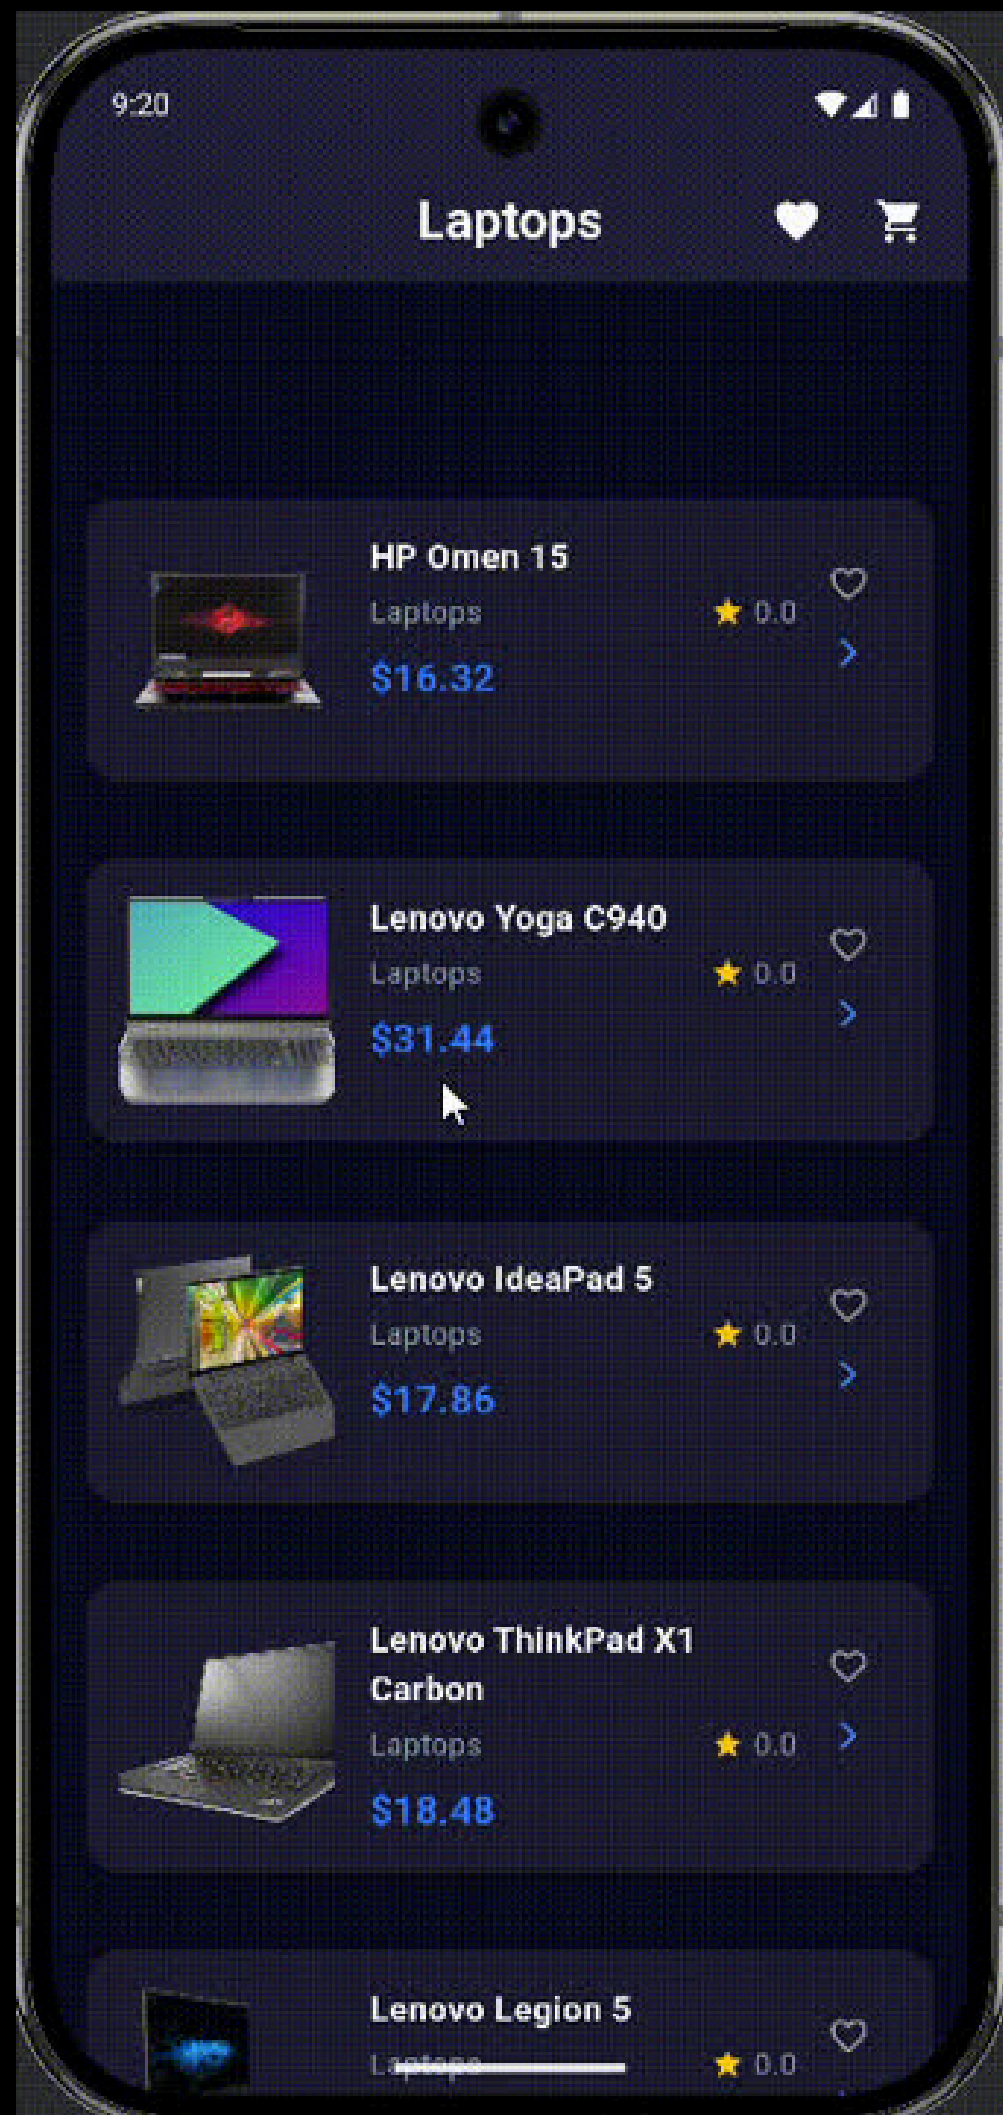 9:20
Laptops
HP Omen 15
Laptops
0.0
$16.32
Lenovo Yoga C940
Laptops
0.0
$31.44
Lenovo IdeaPad 5
Laptops
0.0
$17.86
Lenovo ThinkPad X1
Carbon
Laptops
0.0
$18.48
Lenovo Legion 5
Laptops
0.0